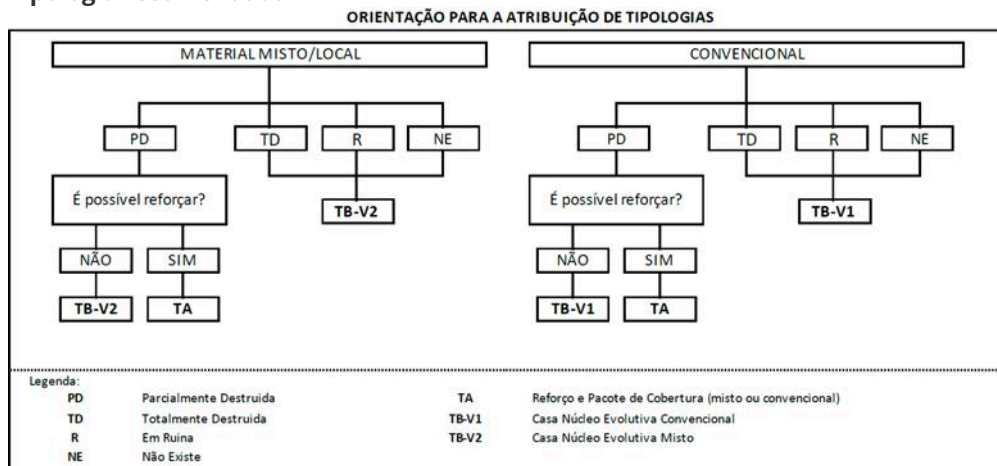 ORIENTAÇÃO PARA A ATRIBUIÇÃO DE TIPOLOGIAS
MATERIAL MISTO/LOCAL
CONVENCIONAL
PD TD R NE
PD TD R NE
É possível reforçar?
TB-V2
É possível reforçar?
TB-V1
NÃO SIM
NÃO SIM
TB-V2 TA
TB-V1 TA
Legenda:
PD Parcialmente Destruida TA Reforço e Pacote de Cobertura (misto ou convencional)
TD Totalmente Destruida TB-V1 Casa Núcleo Evolutiva Convencional
R Em Ruina TB-V2 Casa Núcleo Evolutiva Misto
NE Não Existe